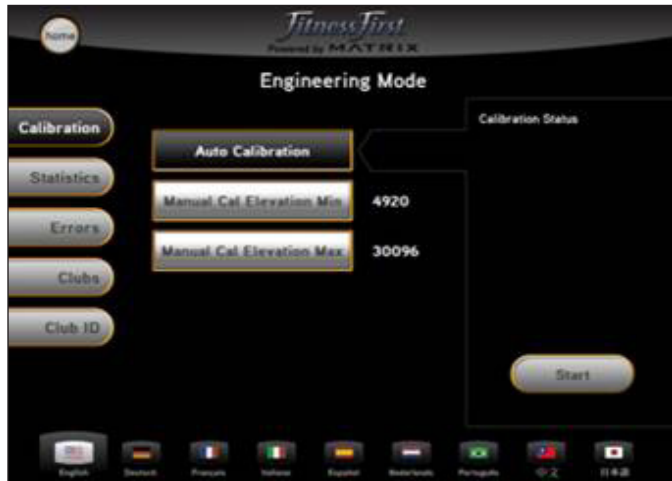 home
Fitness First
Powered by MATRIX
Engineering Mode
Calibration
Statistics
Errors
Clubs
Club ID
Auto Calibration
Manual Cal Elevation Min 4920
Manual Cal Elevation Max 30096
Calibration Status
Start
English Deutsch Français Italiano Español Nederlands Português 中文 日本語